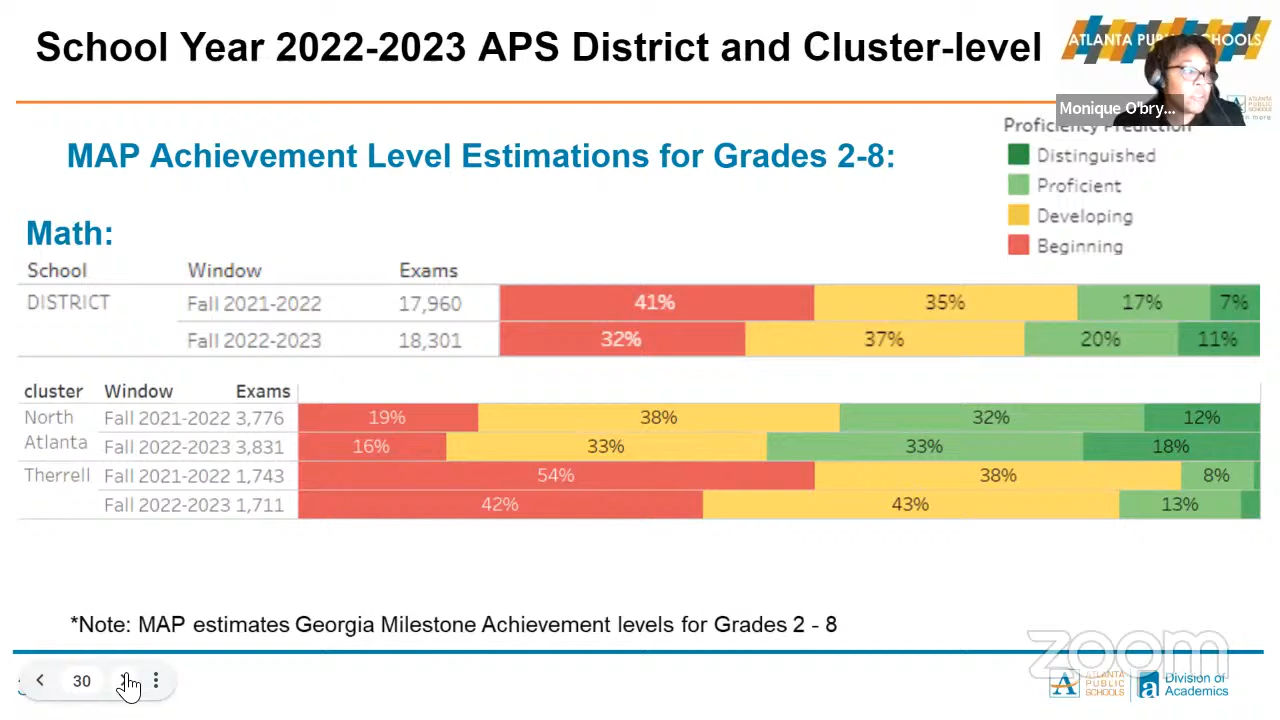 School Year 2022-2023 APS District and Cluster-level
Monique O'bry...
MAP Achievement Level Estimations for Grades 2-8:
Proficiency Prediction
Distinguished
Proficient
Developing
Beginning
Math:
School Window Exams
DISTRICT Fall 2021-2022 17,960 41% 35% 17% 7%
Fall 2022-2023 18,301 32% 37% 20% 11%
cluster Window Exams
North Fall 2021-2022 3,776 19% 38% 32% 12%
Atlanta Fall 2022-2023 3,831 16% 33% 33% 18%
Therrell Fall 2021-2022 1,743 54% 38% 8%
Fall 2022-2023 1,711 42% 43% 13%
*Note: MAP estimates Georgia Milestone Achievement levels for Grades 2 - 8
zoom
30
ATLANTA
PUBLIC
SCHOOLS
Division of
Academics